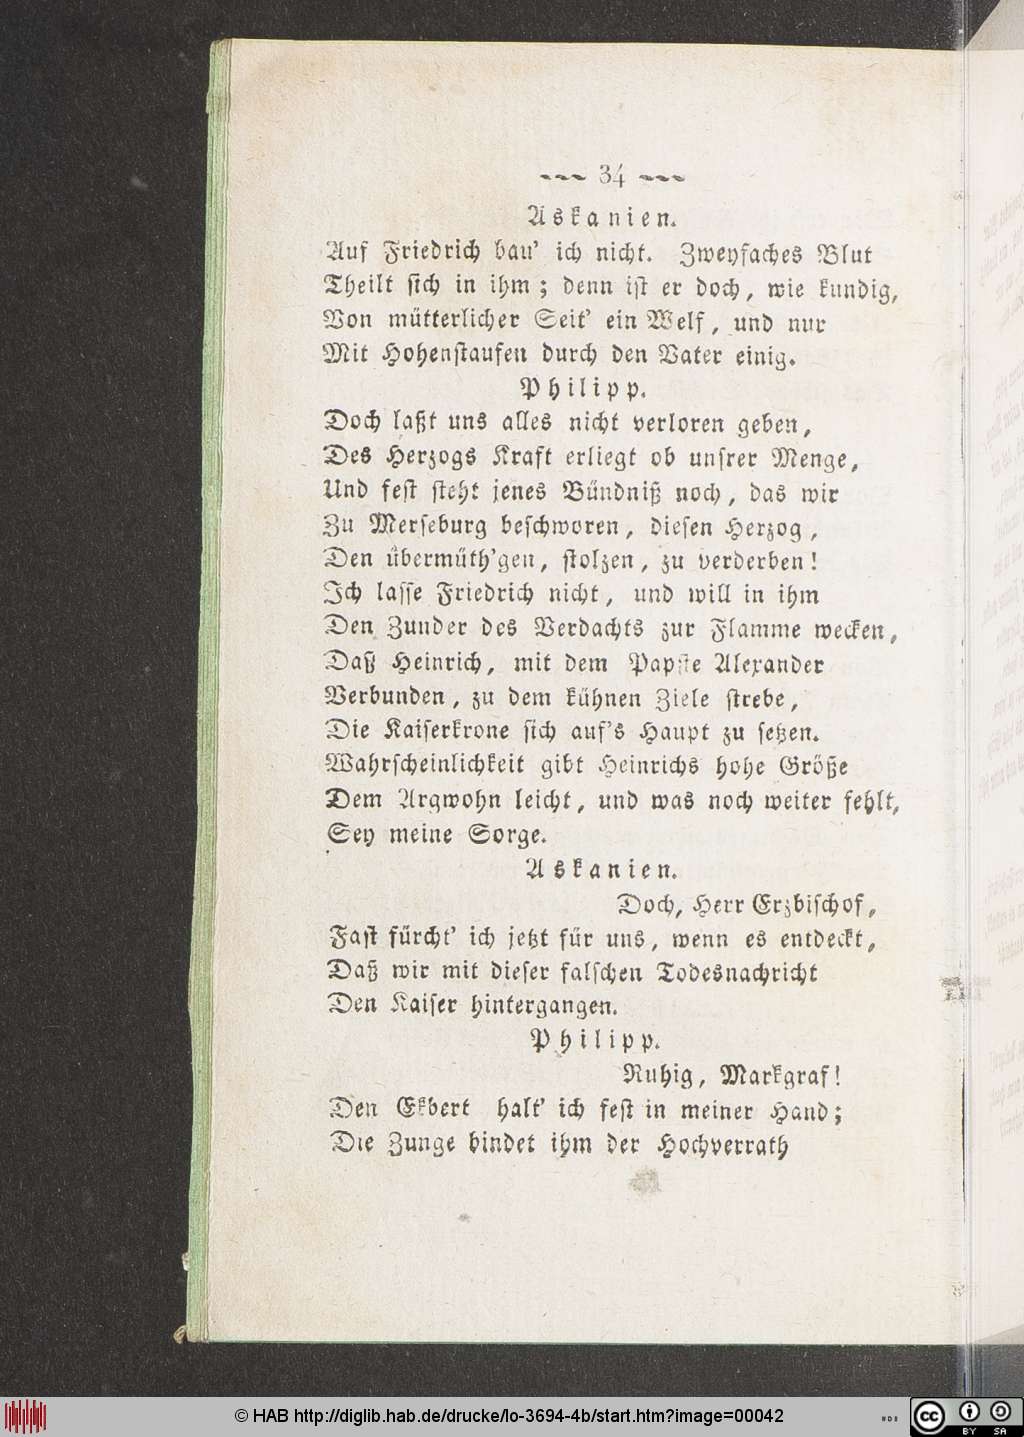 --- 34 ---
Askanien.
Auf Friedrich bau' ich nicht. Zweyfaches Blut
Theilt sich in ihm; denn ist er doch, wie kundig,
Von mütterlicher Seit' ein Welf, und nur
Mit Hohenstaufen durch den Vater einig.
Philipp.
Doch laßt uns alles nicht verloren geben,
Des Herzogs Kraft erliegt ob unsrer Menge,
Und fest steht jenes Bündniß noch, das wir
Zu Merseburg beschworen, diesen Herzog,
Den übermüth'gen, stolzen, zu verderben!
Ich lasse Friedrich nicht, und will in ihm
Den Zunder des Verdachts zur Flamme wecken,
Daß Heinrich, mit dem Papste Alexander
Verbunden, zu dem kühnen Ziele strebe,
Die Kaiserkrone sich auf's Haupt zu setzen.
Wahrscheinlichkeit gibt Heinrichs hohe Größe
Dem Argwohn leicht, und was noch weiter fehlt,
Sey meine Sorge.
Askanien.
Doch, Herr Erzbischof,
Fast fürcht' ich jetzt für uns, wenn es entdeckt,
Daß wir mit dieser falschen Todesnachricht
Den Kaiser hintergangen.
Philipp.
Ruhig, Markgraf!
Den Ekbert halt' ich fest in meiner Hand;
Die Zunge bindet ihm der Hochverrath
© HAB http://diglib.hab.de/drucke/lo-3694-4b/start.htm?image=00042
cc BY SA